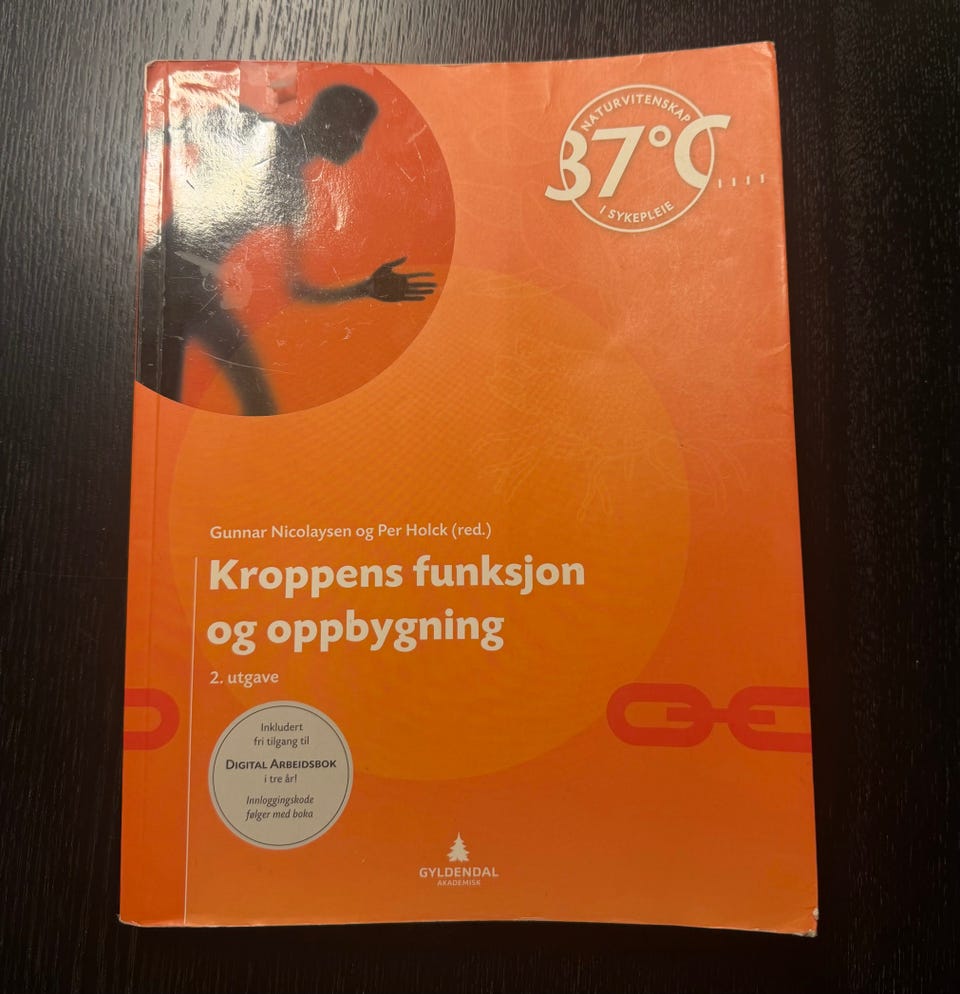 NATURVITENSKAP
37°C
I SYKEPLEIE
Gunnar Nicolaysen og Per Holck (red.)
Kroppens funksjon
og oppbygning
2. utgave
Inkludert
fri tilgang til
DIGITAL ARBEIDSBOK
i tre år!
Innloggingskode
følger med boka
GYLDENDAL
AKADEMISK